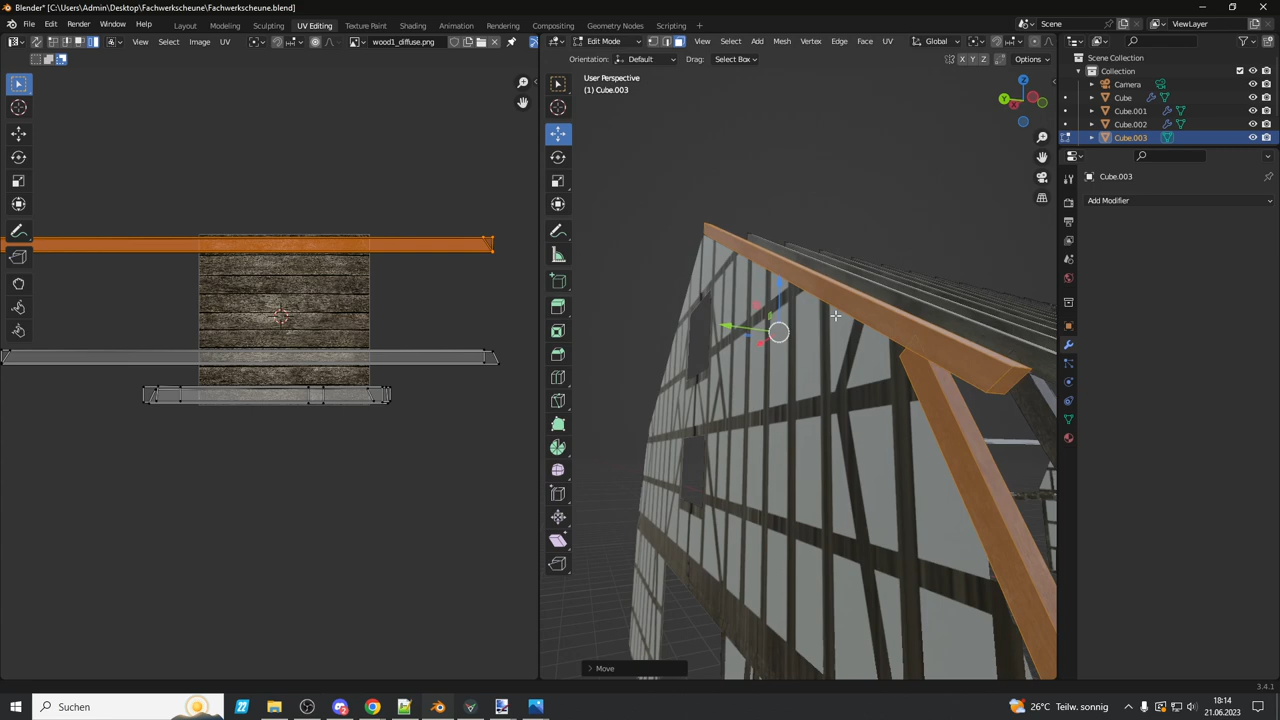 Blender* [C:\Users\Admin\Desktop\Fachwerkscheune\Fachwerkscheune.blend]
File Edit Render Window Help Layout Modeling Sculpting UV Editing Texture Paint Shading Animation Rendering Compositing Geometry Nodes Scripting + Scene ViewLayer
View Select Image UV wood1_diffuse.png Edit Mode View Select Add Mesh Vertex Edge Face UV Global
Orientation: Default Drag: Select Box X Y Z Options
User Perspective
(1) Cube.003
Z
Y
X
Scene Collection
Collection
Camera
Cube
Cube.001
Cube.002
Cube.003
Cube.003
Add Modifier
Move
3.4.1
Suchen
26°C Teilw. sonnig
18:14
21.06.2023